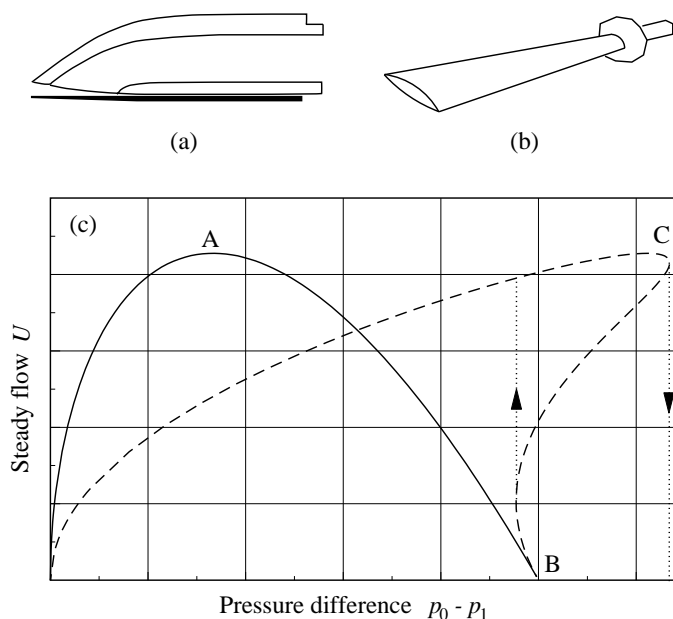 (a)
(b)
(c)
A
C
B
Steady flow U
Pressure difference p₀ - p₁